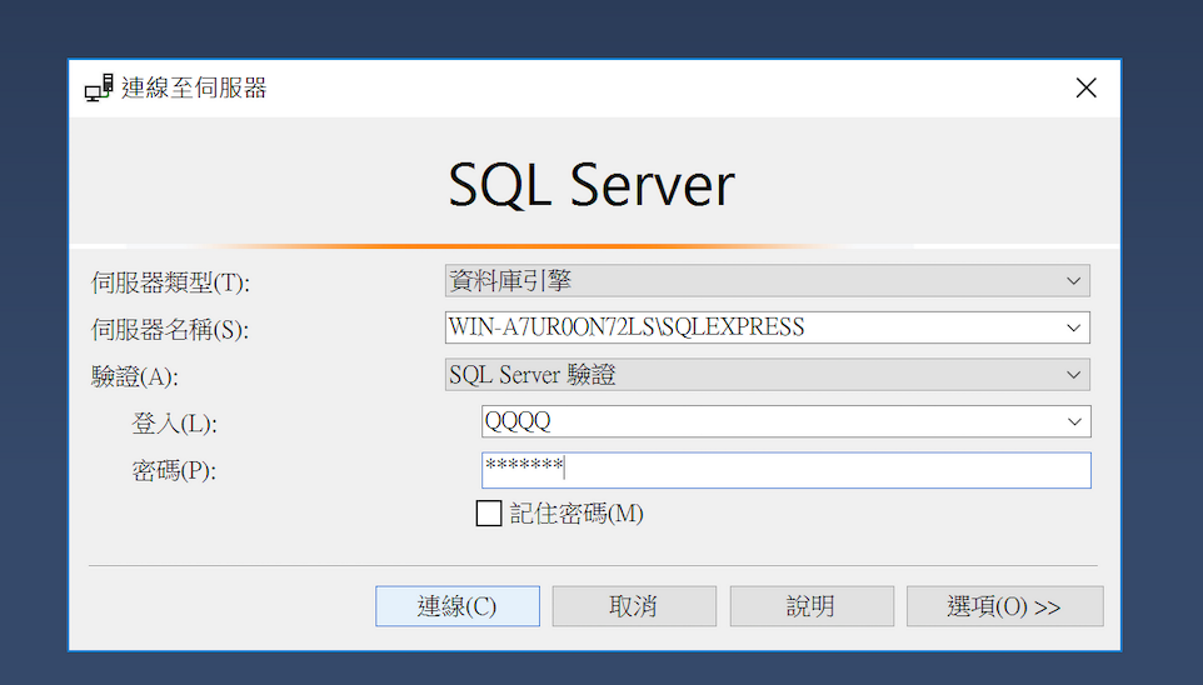 連線至伺服器
SQL Server
伺服器類型(T): 資料庫引擎
伺服器名稱(S): WIN-A7UR0ON72LS\SQLEXPRESS
驗證(A): SQL Server 驗證
登入(L): QQQQ
密碼(P): *******
記住密碼(M)
連線(C) 取消 說明 選項(O) >>